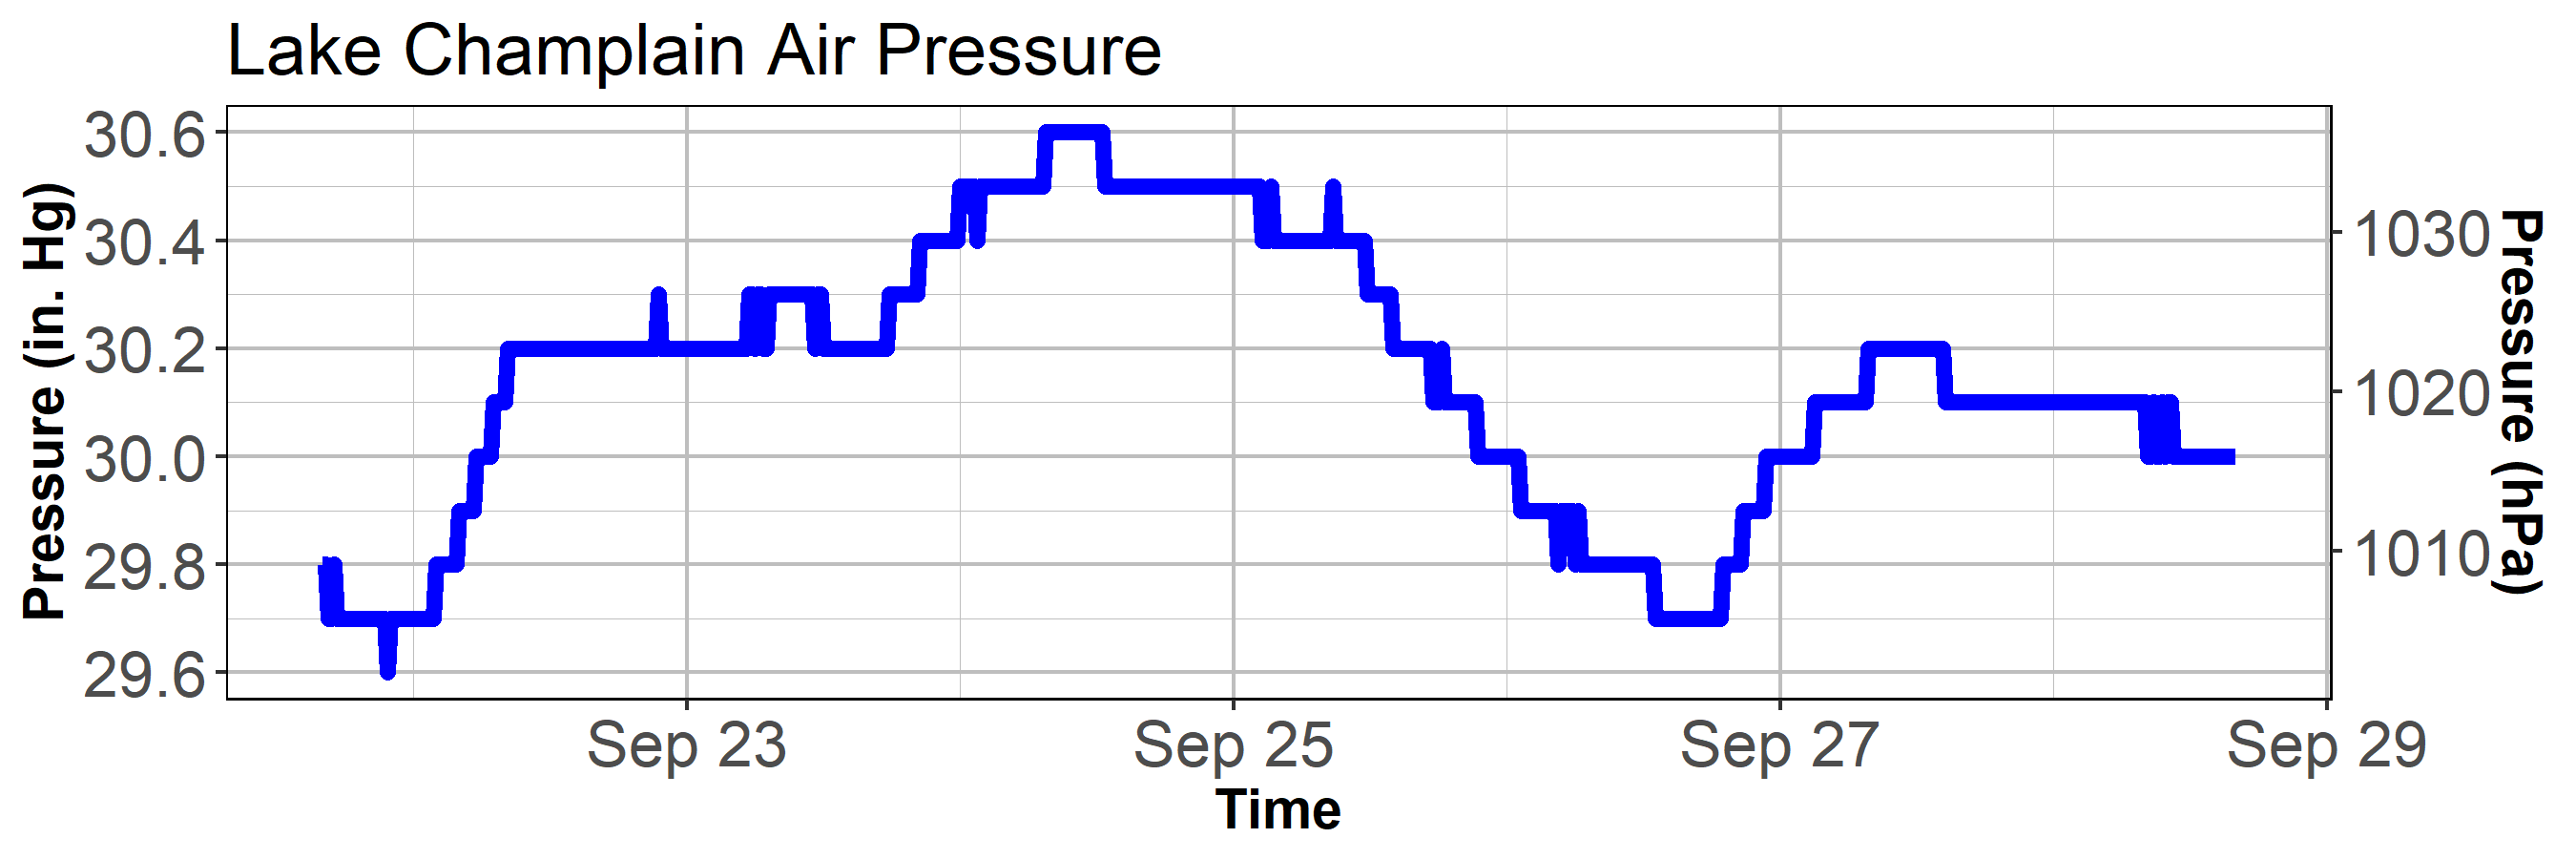 Lake Champlain Air Pressure
Pressure (in. Hg)
30.6
30.4
30.2
30.0
29.8
29.6
1030
1020
1010
Pressure (hPa)
Sep 23 Sep 25 Sep 27 Sep 29
Time